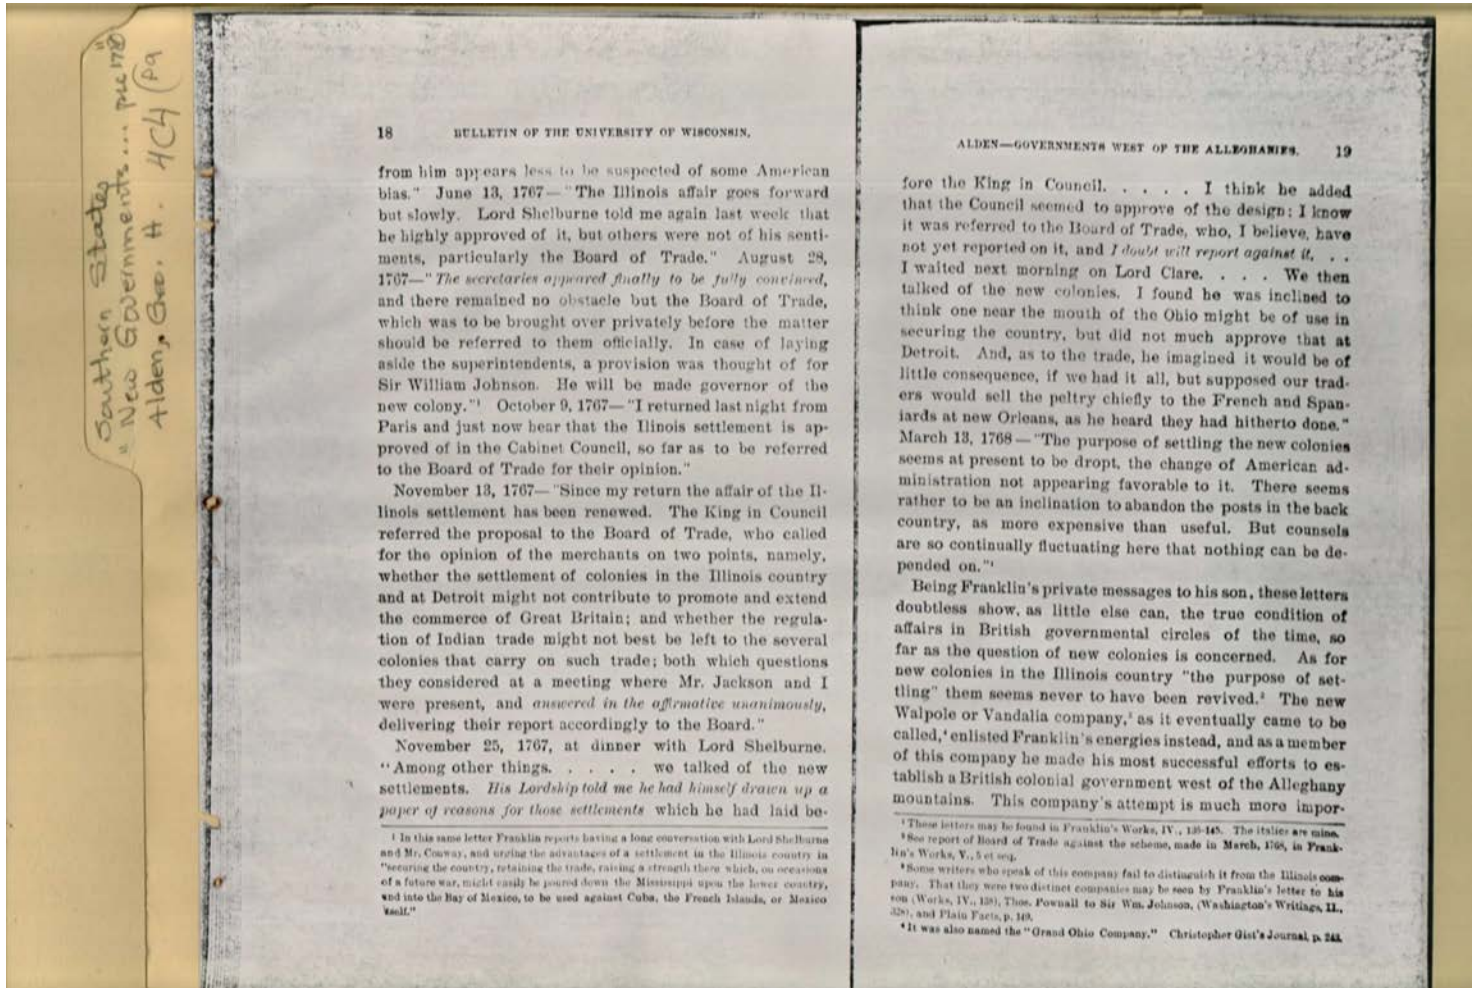 Southern States
"New Governments... pre 1780"
Alden, Geo. H. 4C4 (pg
18 BULLETIN OF THE UNIVERSITY OF WISCONSIN.
from him appears less to be suspected of some American
bias." June 13, 1767—"The Illinois affair goes forward
but slowly. Lord Shelburne told me again last week that
he highly approved of it, but others were not of his senti-
ments, particularly the Board of Trade." August 28,
1767—"The secretaries appeared finally to be fully convinced,
and there remained no obstacle but the Board of Trade,
which was to be brought over privately before the matter
should be referred to them officially. In case of laying
aside the superintendents, a provision was thought of for
Sir William Johnson. He will be made governor of the
new colony."¹ October 9, 1767—"I returned last night from
Paris and just now hear that the Ilinois settlement is ap-
proved of in the Cabinet Council, so far as to be referred
to the Board of Trade for their opinion."
November 13, 1767—"Since my return the affair of the Il-
linois settlement has been renewed. The King in Council
referred the proposal to the Board of Trade, who called
for the opinion of the merchants on two points, namely,
whether the settlement of colonies in the Illinois country
and at Detroit might not contribute to promote and extend
the commerce of Great Britain; and whether the regula-
tion of Indian trade might not best be left to the several
colonies that carry on such trade; both which questions
they considered at a meeting where Mr. Jackson and I
were present, and answered in the affirmative unanimously,
delivering their report accordingly to the Board."
November 25, 1767, at dinner with Lord Shelburne.
"Among other things. . . . . we talked of the new
settlements. His Lordship told me he had himself drawn up a
paper of reasons for those settlements which he had laid be-
¹ In this same letter Franklin reports having a long conversation with Lord Shelburne
and Mr. Conway, and urging the advantages of a settlement in the Illinois country in
"securing the country, retaining the trade, raising a strength there which, on occasions
of a future war, might easily be poured down the Mississippi upon the lower country,
and into the Bay of Mexico, to be used against Cuba, the French Islands, or Mexico
itself."
ALDEN—GOVERNMENTS WEST OF THE ALLEGHANIES. 19
fore the King in Council. . . . . I think he added
that the Council seemed to approve of the design; I know
it was referred to the Board of Trade, who, I believe, have
not yet reported on it, and I doubt will report against it, . .
I waited next morning on Lord Clare. . . . We then
talked of the new colonies. I found he was inclined to
think one near the mouth of the Ohio might be of use in
securing the country, but did not much approve that at
Detroit. And, as to the trade, he imagined it would be of
little consequence, if we had it all, but supposed our trad-
ers would sell the peltry chiefly to the French and Span-
iards at new Orleans, as he heard they had hitherto done."
March 13, 1768—"The purpose of settling the new colonies
seems at present to be dropt, the change of American ad-
ministration not appearing favorable to it. There seems
rather to be an inclination to abandon the posts in the back
country, as more expensive than useful. But counsels
are so continually fluctuating here that nothing can be de-
pended on."¹
Being Franklin's private messages to his son, these letters
doubtless show, as little else can, the true condition of
affairs in British governmental circles of the time, so
far as the question of new colonies is concerned. As for
new colonies in the Illinois country "the purpose of set-
tling" them seems never to have been revived.² The new
Walpole or Vandalia company,³ as it eventually came to be
called,⁴ enlisted Franklin's energies instead, and as a member
of this company he made his most successful efforts to es-
tablish a British colonial government west of the Alleghany
mountains. This company's attempt is much more impor-
¹ These letters may be found in Franklin's Works, IV., 135-145. The italics are mine.
² See report of Board of Trade against the scheme, made in March, 1768, in Frank-
lin's Works, V., 5 et seq.
³ Some writers who speak of this company fail to distinguish it from the Illinois com-
pany. That they were two distinct companies may be seen by Franklin's letter to his
son (Works, IV., 138), Thos. Pownall to Sir Wm. Johnson, (Washington's Writings, II.,
and Plain Facts, p. 149.
⁴ It was also named the "Grand Ohio Company." Christopher Gist's Journal, p.